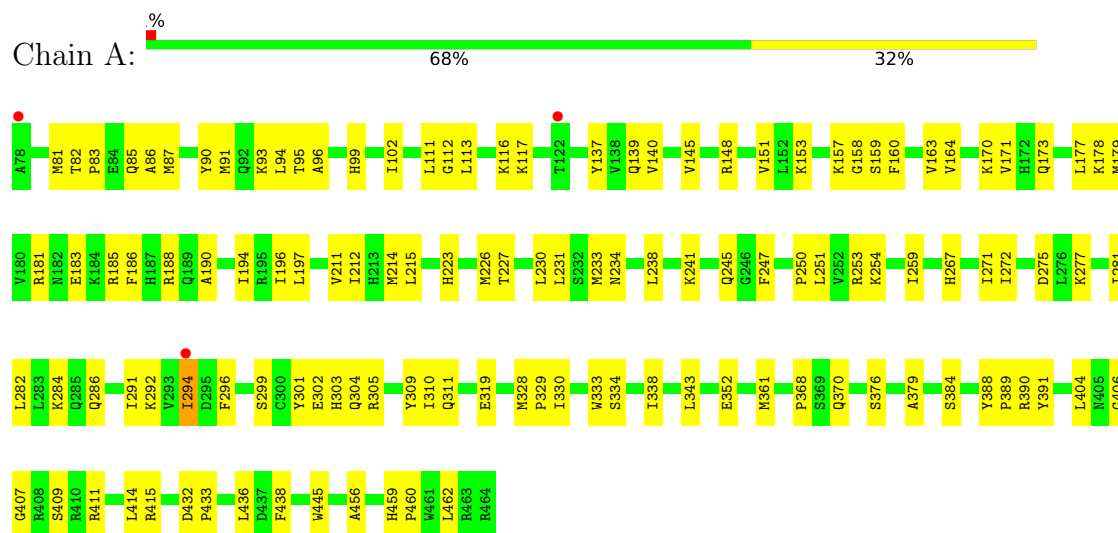 .%
Chain A:
68% 32%
A78 M81 T82 P83 E84 Q85 A86 M87 Y90 M91 Q92 K93 L94 T95 A96 H99 I102 L111 G112 L113 K116 K117 T122 Y137 V138 Q139 V140 V145 R148 V151 L152 K153 K157 G158 S159 F160 V163 V164 K170 V171 H172 Q173 L177 K178 M179
V180 R181 N182 E183 K184 R185 F186 H187 R188 Q189 A190 I194 R195 I196 L197 V211 I212 H213 M214 L215 H223 M226 T227 L230 L231 S232 M233 N234 L238 K241 Q245 G246 F247 P250 L251 V252 R253 K254 I259 H267 I271 I272 D275 L276 K277
L282 L283 K284 Q285 Q286 I291 K292 V293 I294 D295 F296 S299 C300 Y301 E302 H303 Q304 R305 Y309 I310 Q311 E319 M328 P329 I330 W333 S334 I338 L343 E352 M361 P368 S369 Q370 S376 A379 S384 Y388 P389 R390 Y391 L404 N405
G407 R408 S409 R410 R411 L414 R415 D432 P433 L436 D437 F438 W445 A456 H459 P460 W461 L462 R463 R464